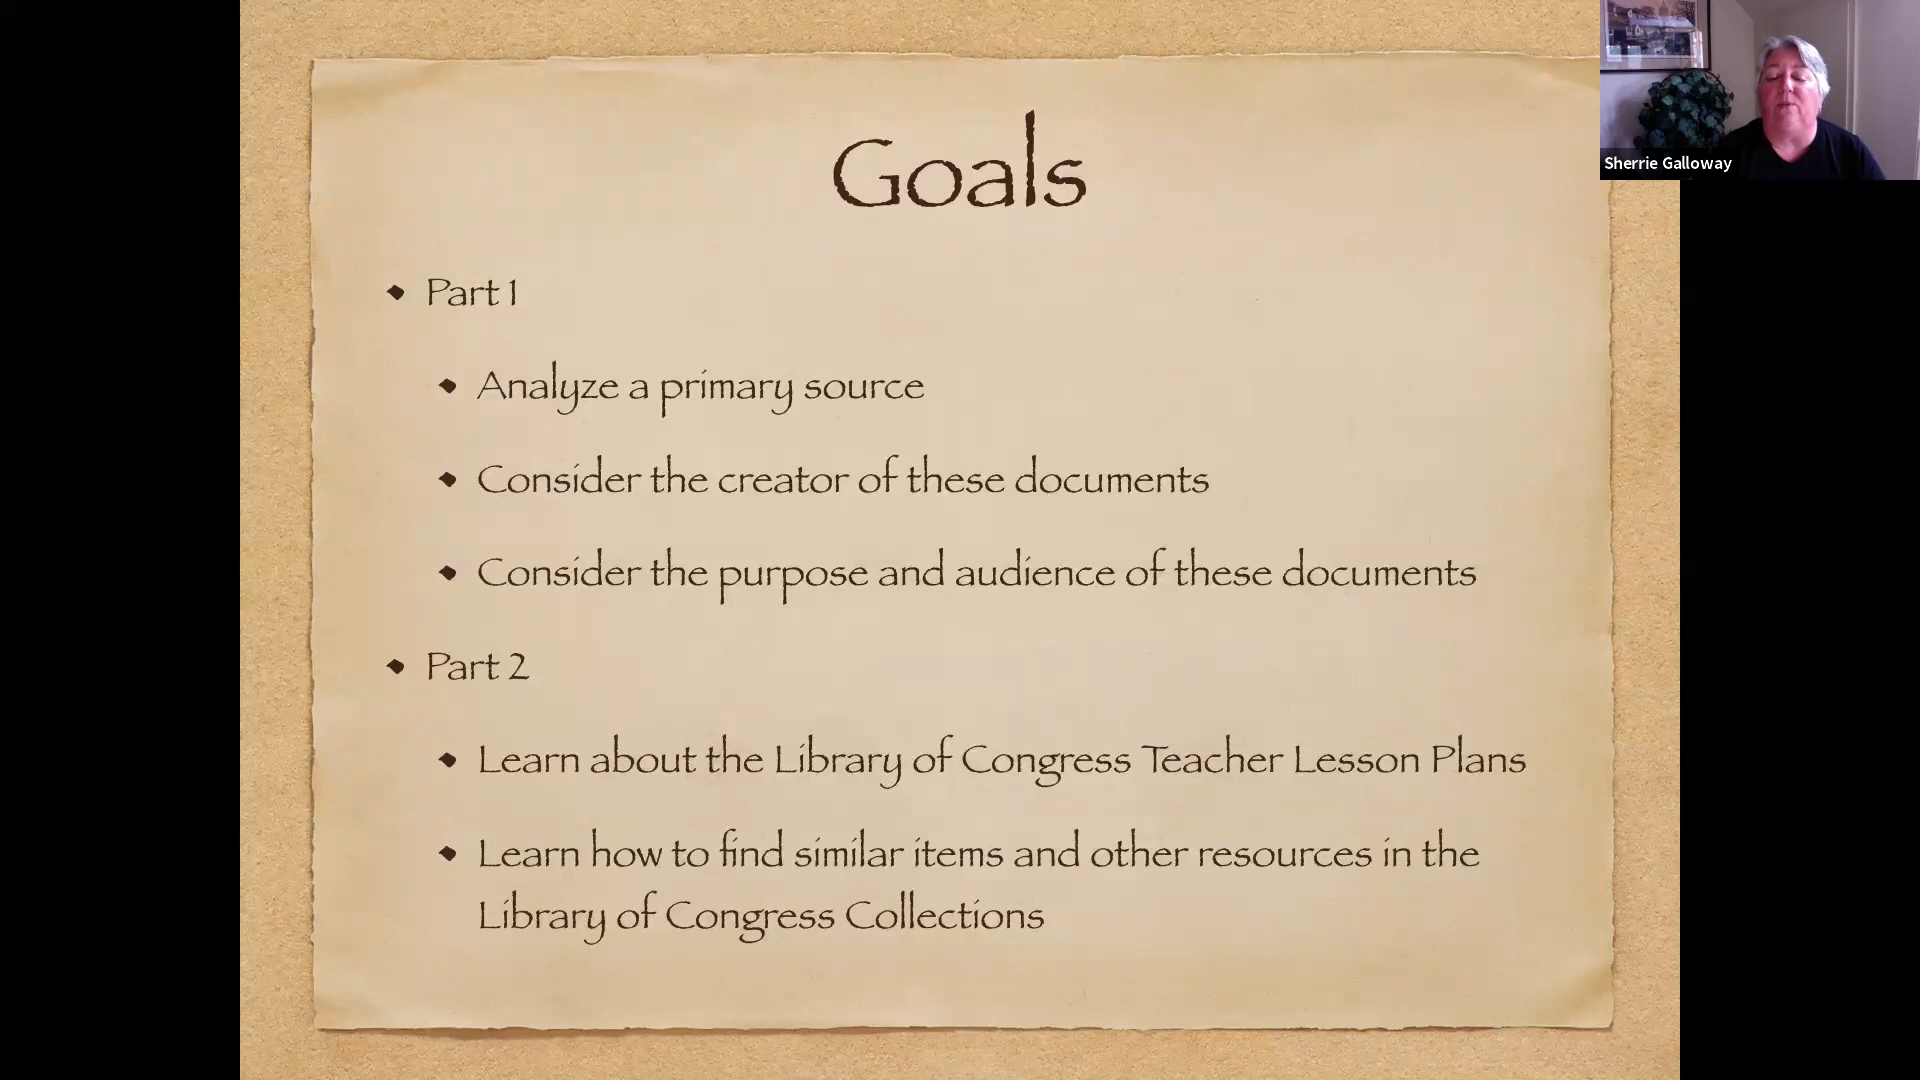 Goals
Sherrie Galloway
• Part 1
• Analyze a primary source
• Consider the creator of these documents
• Consider the purpose and audience of these documents
• Part 2
• Learn about the Library of Congress Teacher Lesson Plans
• Learn how to find similar items and other resources in the
Library of Congress Collections